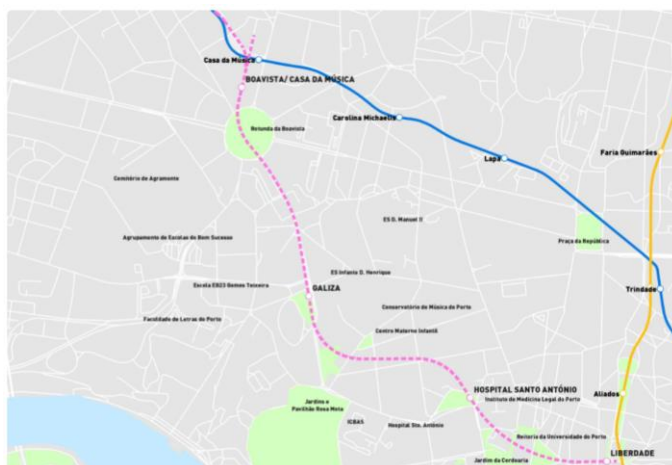 Casa da Música
BOAVISTA/ CASA DA MÚSICA
Carolina Michaelis
Rotunda da Boavista
Lapa
Faria Guimarães
Cemitério de Agramonte
ES D. Manuel II
Agrupamento de Escolas do Bom Sucesso
Praça da República
ES Infante D. Henrique
Escola EB23 Gomes Teixeira
GALIZA
Trindade
Conservatório de Música do Porto
Faculdade de Letras do Porto
Centro Materno Infantil
HOSPITAL SANTO ANTÓNIO
Aliados
Instituto de Medicina Legal do Porto
Jardins e
Pavilhão Rosa Mota
ICBAS
Hospital Sto. António
Reitoria da Universidade do Porto
LIBERDADE
Jardim da Cordoaria